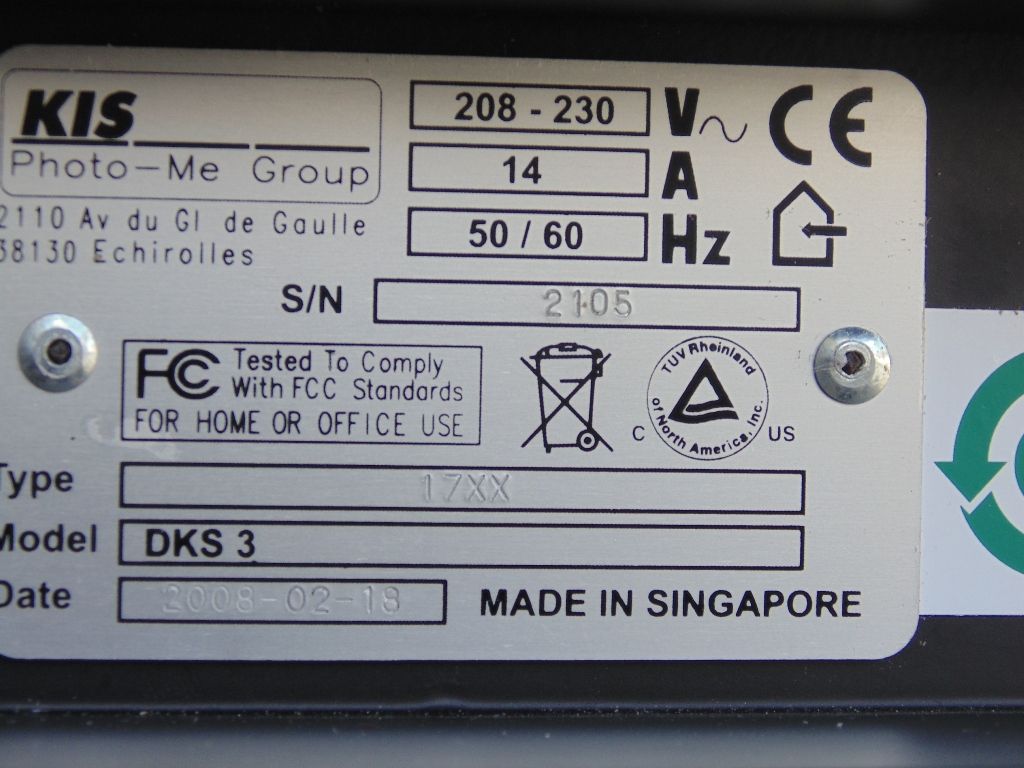 KIS
Photo-Me Group
2110 Av du Gl de Gaulle
38130 Echirolles
208 - 230 V~
14 A
50 / 60 Hz
CE
S/N 2105
FCC Tested To Comply
With FCC Standards
FOR HOME OR OFFICE USE
TUV Rheinland
of North America, Inc.
C US
Type 17XX
Model DKS 3
Date 2008-02-18
MADE IN SINGAPORE